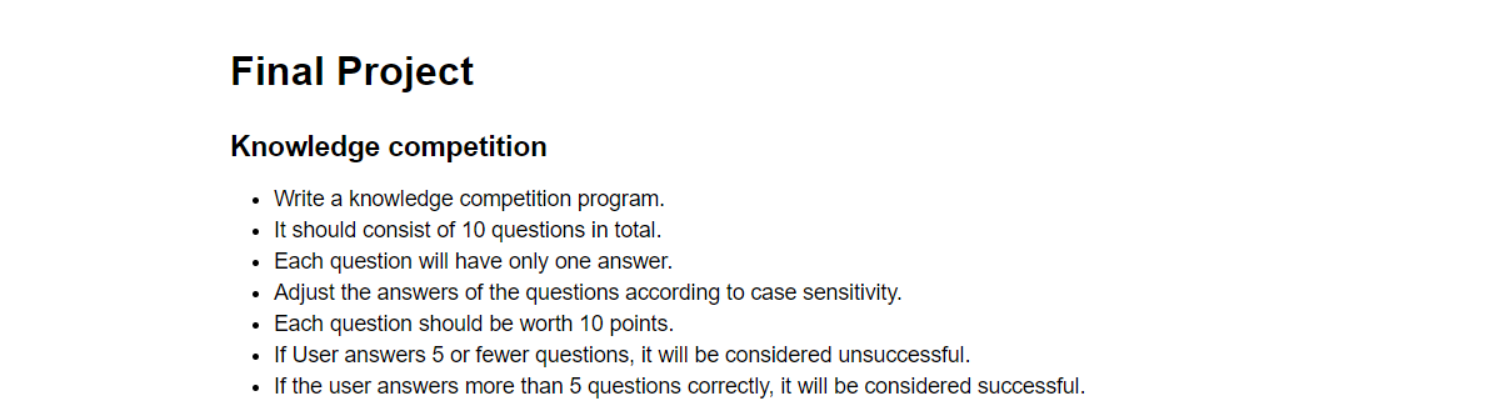 Final Project
Knowledge competition
• Write a knowledge competition program.
• It should consist of 10 questions in total.
• Each question will have only one answer.
• Adjust the answers of the questions according to case sensitivity.
• Each question should be worth 10 points.
• If User answers 5 or fewer questions, it will be considered unsuccessful.
• If the user answers more than 5 questions correctly, it will be considered successful.